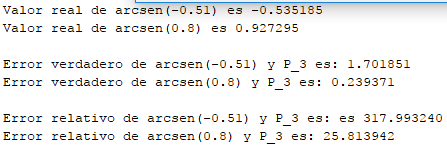 Valor real de arcsen(-0.51) es -0.535185
Valor real de arcsen(0.8) es 0.927295
Error verdadero de arcsen(-0.51) y P_3 es: 1.701851
Error verdadero de arcsen(0.8) y P_3 es: 0.239371
Error relativo de arcsen(-0.51) y P_3 es: es 317.993240
Error relativo de arcsen(0.8) y P_3 es: 25.813942